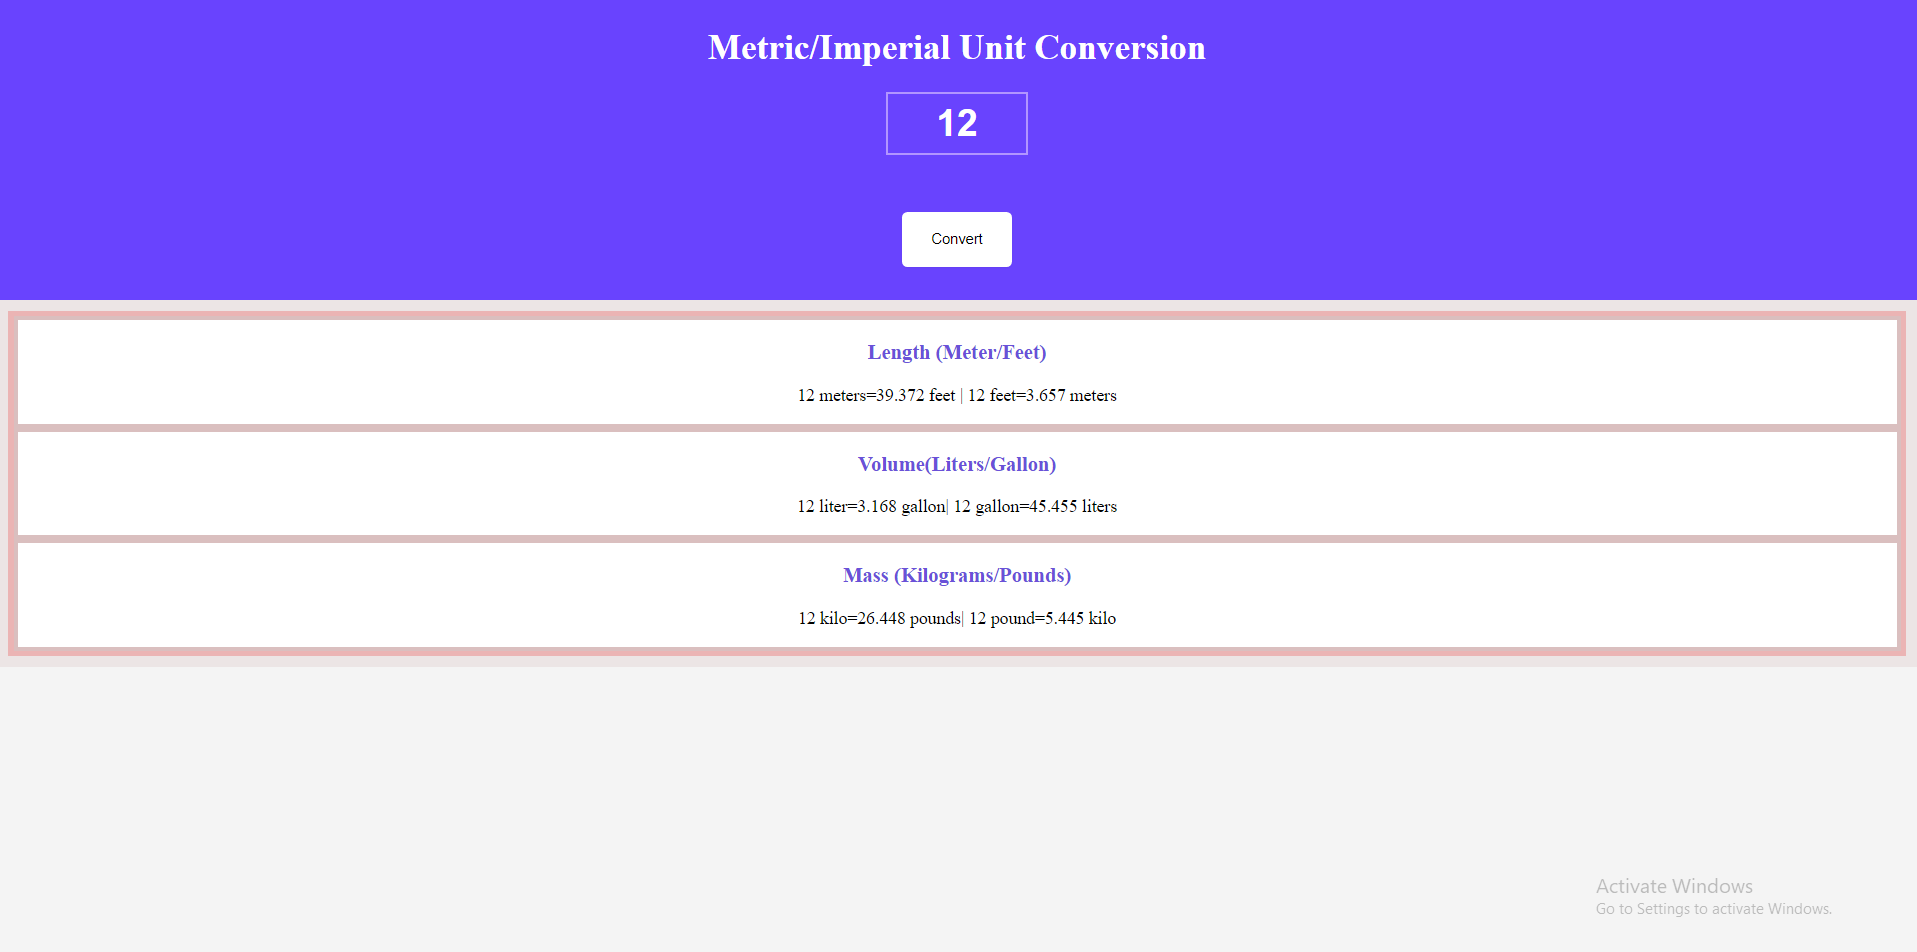 Metric/Imperial Unit Conversion
12
Convert
Length (Meter/Feet)
12 meters=39.372 feet | 12 feet=3.657 meters
Volume(Liters/Gallon)
12 liter=3.168 gallon| 12 gallon=45.455 liters
Mass (Kilograms/Pounds)
12 kilo=26.448 pounds| 12 pound=5.445 kilo
Activate Windows
Go to Settings to activate Windows.